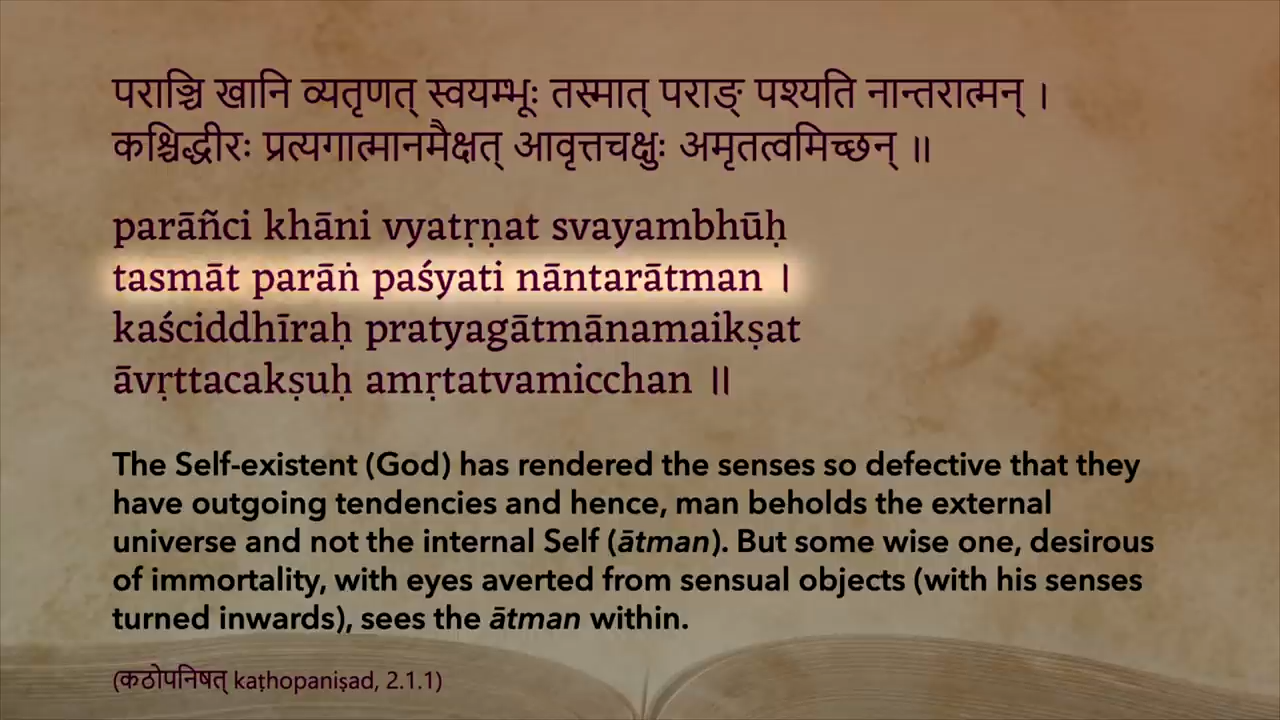 पराञ्चि खानि व्यतृणत् स्वयम्भूः तस्मात् पराङ् पश्यति नान्तरात्मन् ।
कश्चिद्धीरः प्रत्यगात्मानमैक्षत् आवृत्तचक्षुः अमृतत्वमिच्छन् ॥
parāñci khāni vyatṛṇat svayambhūḥ
tasmāt parāṅ paśyati nāntarātman ।
kaściddhīraḥ pratyagātmānamaikṣat
āvṛttacakṣuḥ amṛtatvamicchan ॥
The Self-existent (God) has rendered the senses so defective that they
have outgoing tendencies and hence, man beholds the external
universe and not the internal Self (ātman). But some wise one, desirous
of immortality, with eyes averted from sensual objects (with his senses
turned inwards), sees the ātman within.
(कठोपनिषत् kaṭhopaniṣad, 2.1.1)